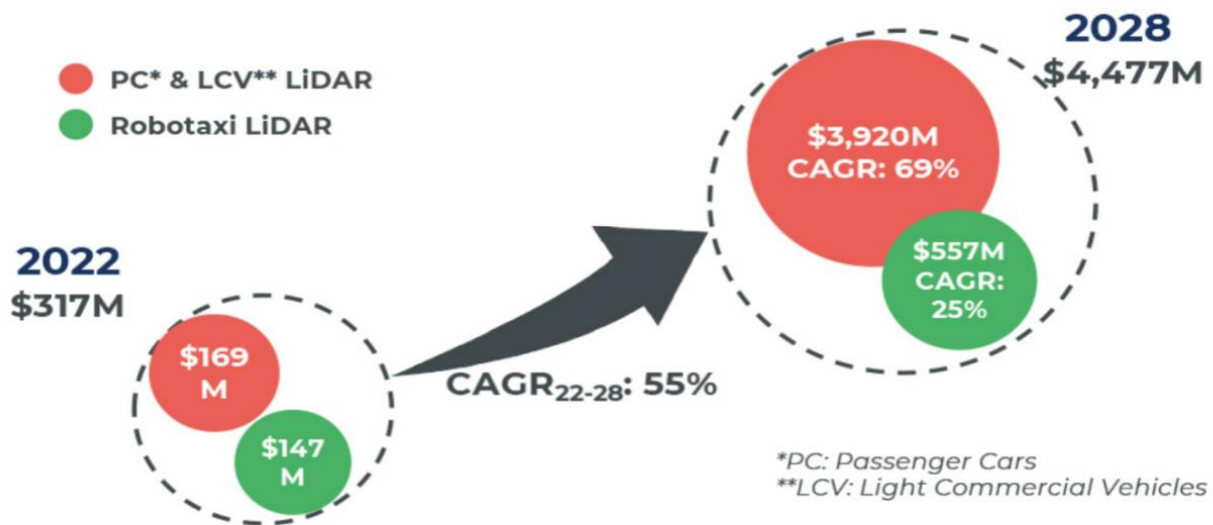 PC* & LCV** LiDAR
Robotaxi LiDAR
2022
$317M
$169
M
$147
M
CAGR22-28: 55%
2028
$4,477M
$3,920M
CAGR: 69%
$557M
CAGR:
25%
*PC: Passenger Cars
**LCV: Light Commercial Vehicles